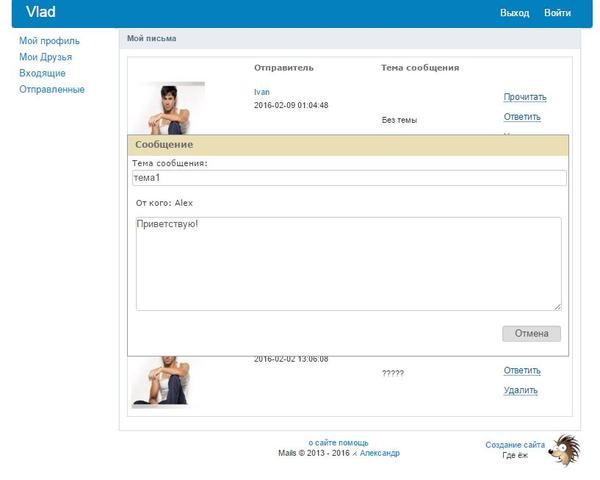 Vlad
Выход Войти
Мой профиль
Мои Друзья
Входящие
Отправленные
Мой письма
Отправитель Тема сообщения
Ivan
2016-02-09 01:04:48
Без темы
Прочитать
Ответить
Сообщение
Тема сообщения:
тема1
От кого: Alex
Приветствую!
Отмена
2016-02-02 13:06:08
?????
Ответить
Удалить
о сайте помощь
Mails © 2013 - 2016 Александр
Создание сайта
Где ёж